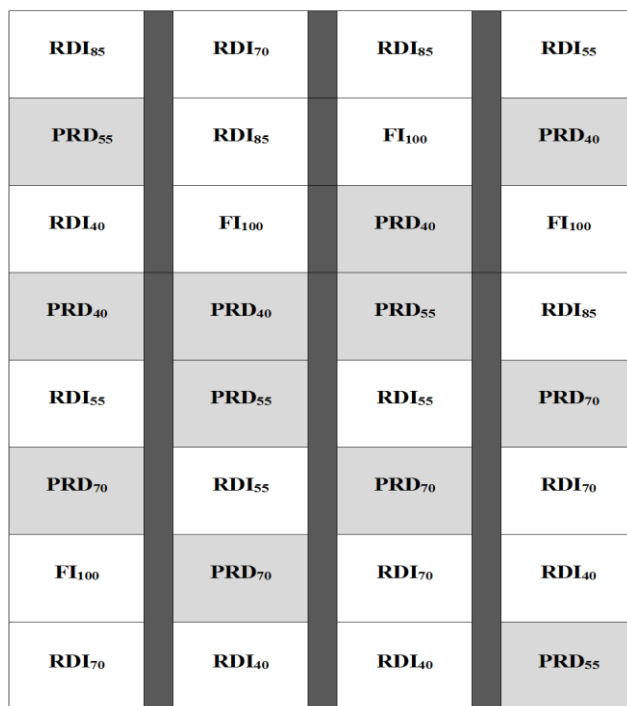 RDI₈₅ RDI₇₀ RDI₈₅ RDI₅₅
PRD₅₅ RDI₈₅ FI₁₀₀ PRD₄₀
RDI₄₀ FI₁₀₀ PRD₄₀ FI₁₀₀
PRD₄₀ PRD₄₀ PRD₅₅ RDI₈₅
RDI₅₅ PRD₅₅ RDI₅₅ PRD₇₀
PRD₇₀ RDI₅₅ PRD₇₀ RDI₇₀
FI₁₀₀ PRD₇₀ RDI₇₀ RDI₄₀
RDI₇₀ RDI₄₀ RDI₄₀ PRD₅₅